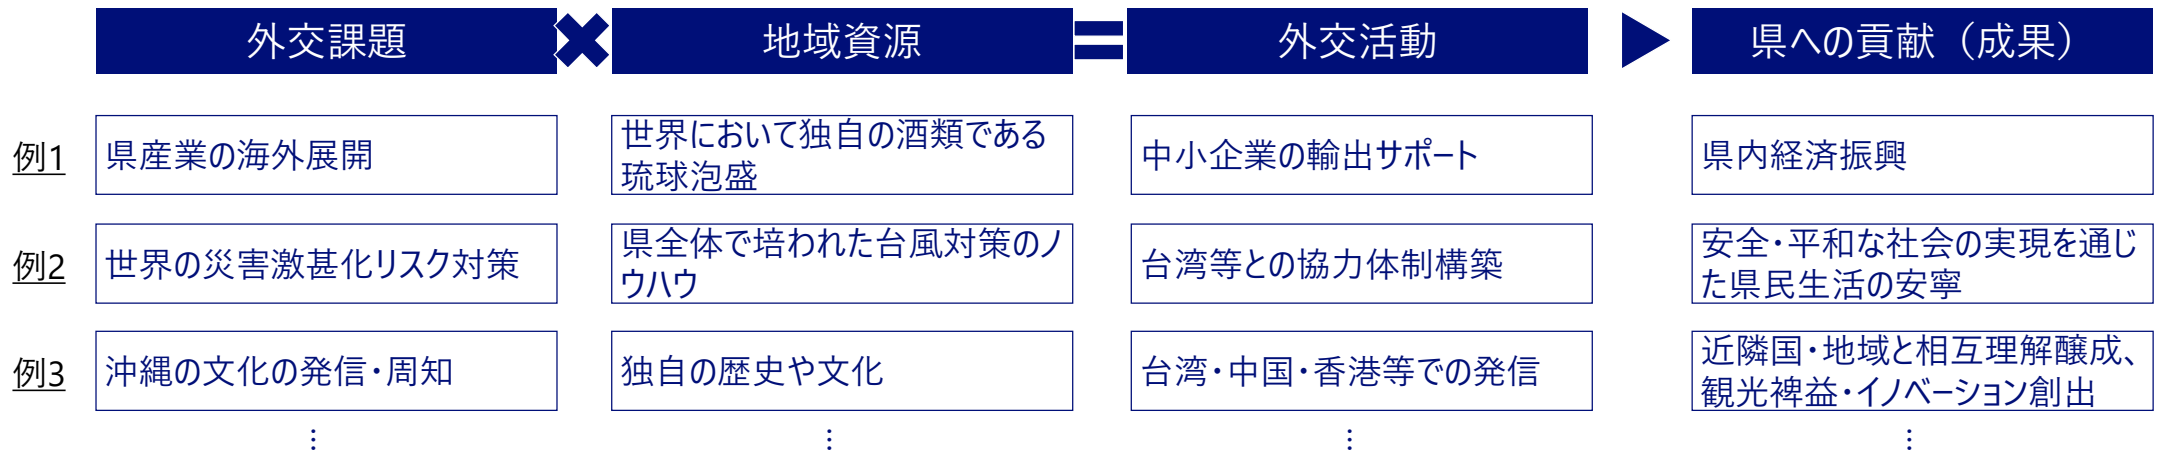 外交課題
地域資源
外交活動
県への貢献（成果）
例1
県産業の海外展開
世界において独自の酒類である
琉球泡盛
中小企業の輸出サポート
県内経済振興
例2
世界の災害激甚化リスク対策
県全体で培われた台風対策のノ
ウハウ
台湾等との協力体制構築
安全・平和な社会の実現を通じ
た県民生活の安寧
例3
沖縄の文化の発信・周知
独自の歴史や文化
台湾・中国・香港等での発信
近隣国・地域と相互理解醸成、
観光裨益・イノベーション創出
⋮
⋮
⋮
⋮